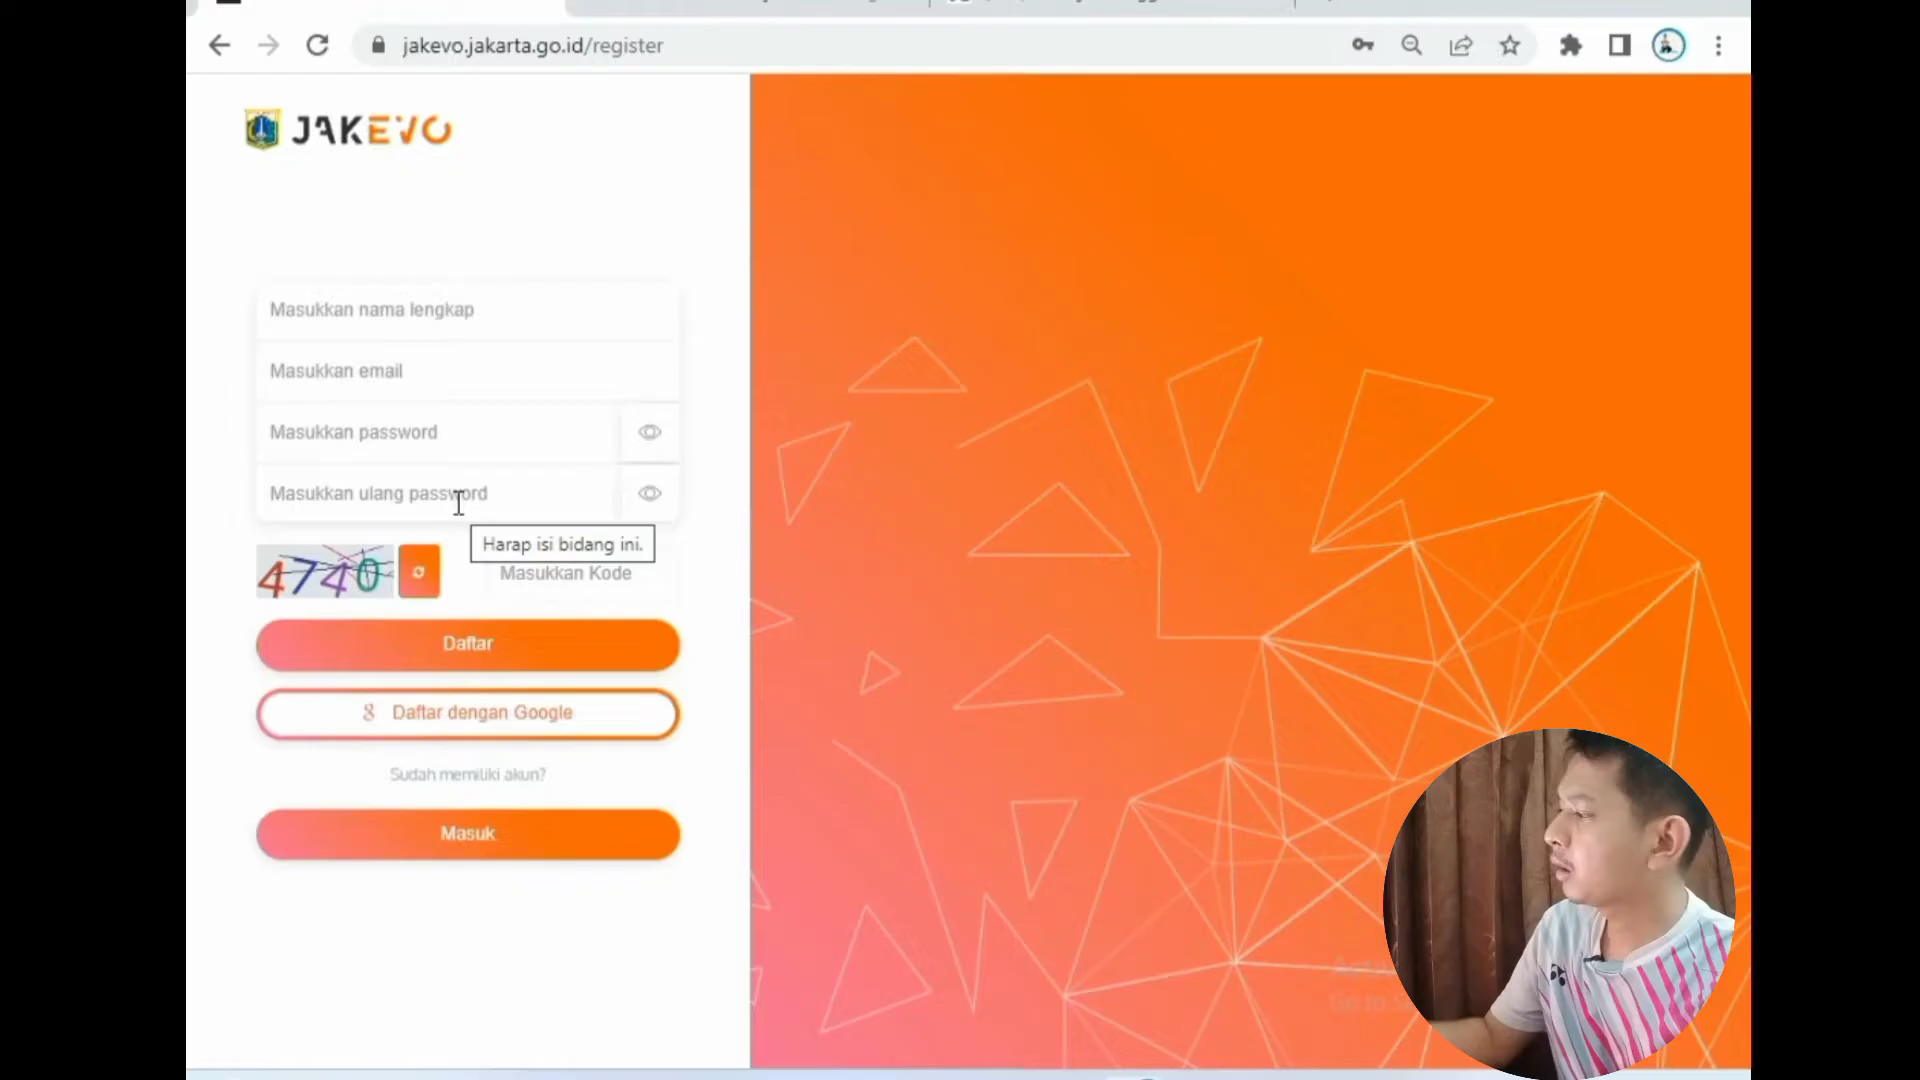 jakevo.jakarta.go.id/register
JAKEVO
Masukkan nama lengkap
Masukkan email
Masukkan password
Masukkan ulang password
Harap isi bidang ini.
4740
Masukkan Kode
Daftar
Daftar dengan Google
Sudah memiliki akun?
Masuk